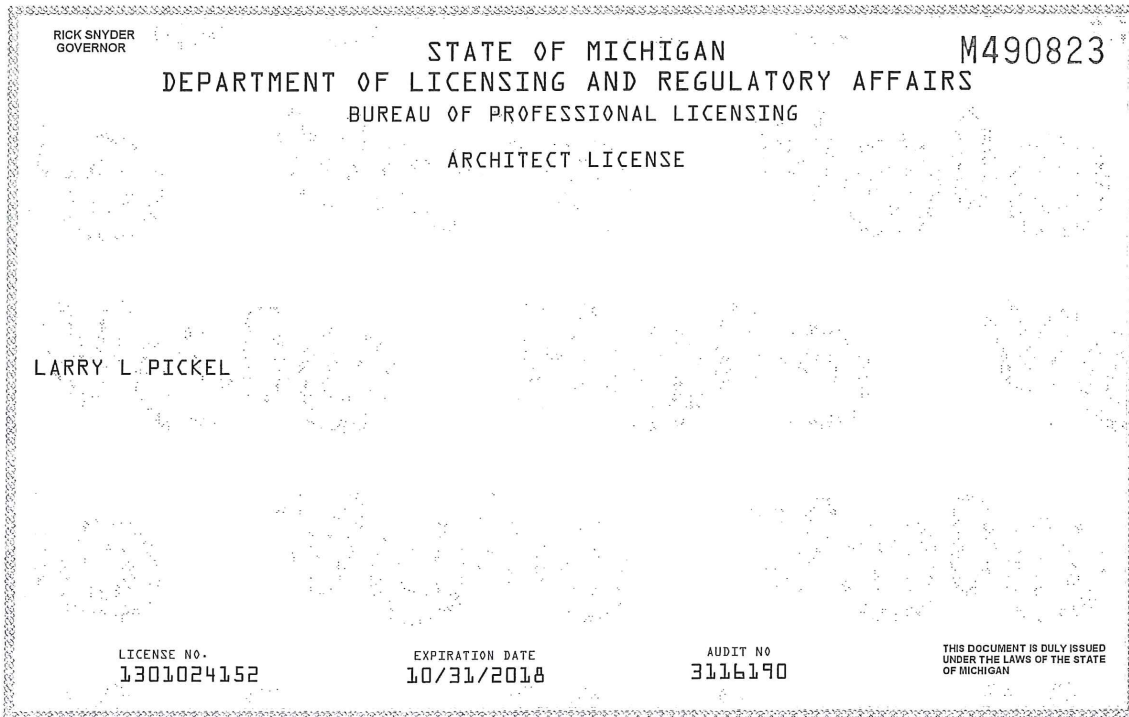 RICK SNYDER
GOVERNOR
STATE OF MICHIGAN
M490823
DEPARTMENT OF LICENSING AND REGULATORY AFFAIRS
BUREAU OF PROFESSIONAL LICENSING
ARCHITECT LICENSE
LARRY L PICKEL
LICENSE NO.
1301024152
EXPIRATION DATE
10/31/2018
AUDIT NO
3116190
THIS DOCUMENT IS DULY ISSUED
UNDER THE LAWS OF THE STATE
OF MICHIGAN